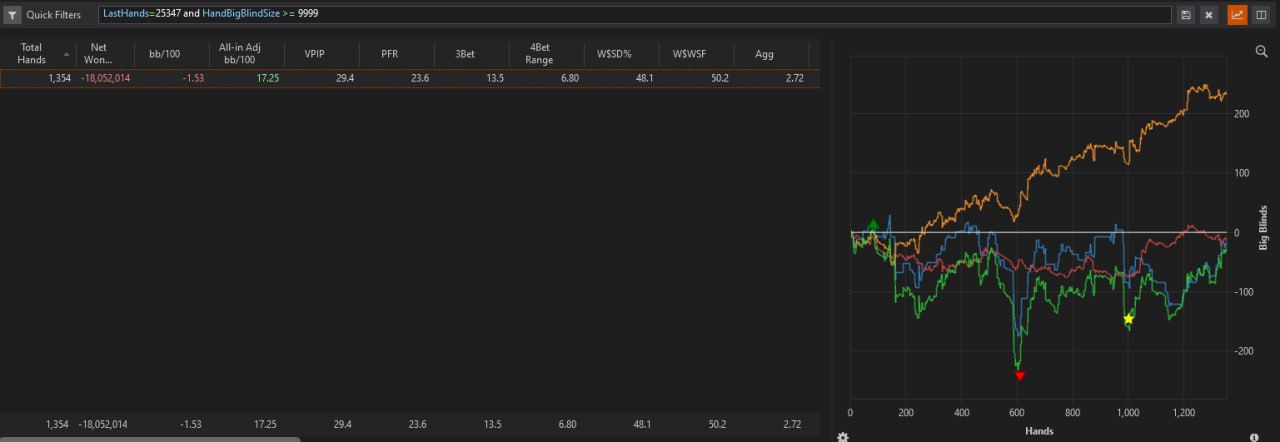 Quick Filters LastHands=25347 and HandBigBlindSize >= 9999
Total Hands Net Won... bb/100 All-in Adj bb/100 VPIP PFR 3Bet 4Bet Range W$SD% W$WSF Agg
1,354 -18,052,014 -1.53 17.25 29.4 23.6 13.5 6.80 48.1 50.2 2.72
200
100
0
-100
-200
Big Blinds
0 200 400 600 800 1,000 1,200
Hands
1,354 -18,052,014 -1.53 17.25 29.4 23.6 13.5 6.80 48.1 50.2 2.72